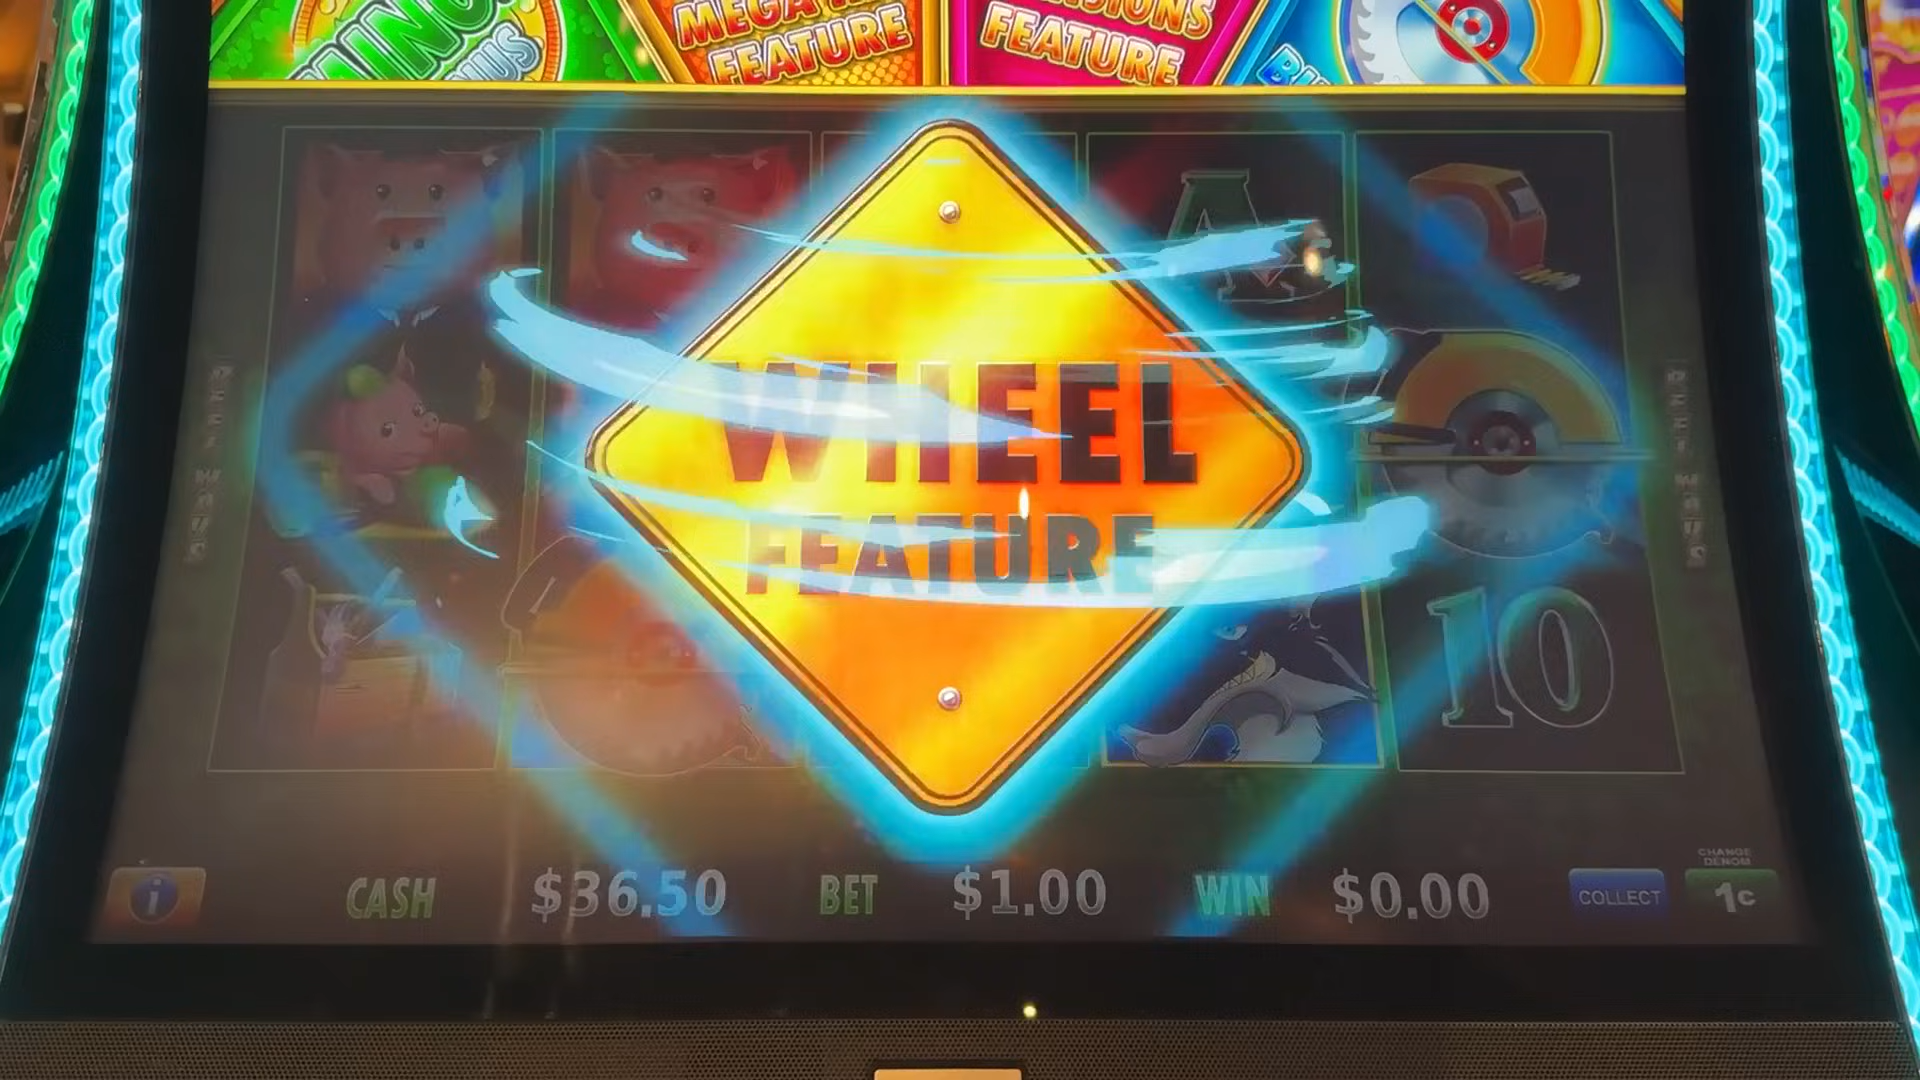 MEGA
FEATURE
FEATURE
BONUS
A
WHEEL
FEATURE
10
CASH $36.50 BET $1.00 WIN $0.00
COLLECT
CHANGE
DENOM
1c
i